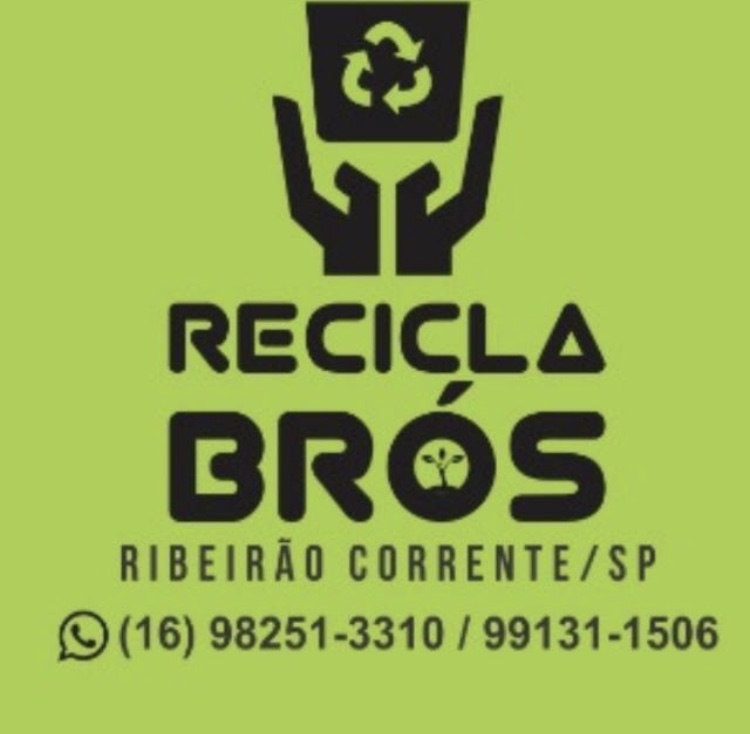 RECICLA
BRÓS
RIBEIRÃO CORRENTE/SP
(16) 98251-3310 / 99131-1506